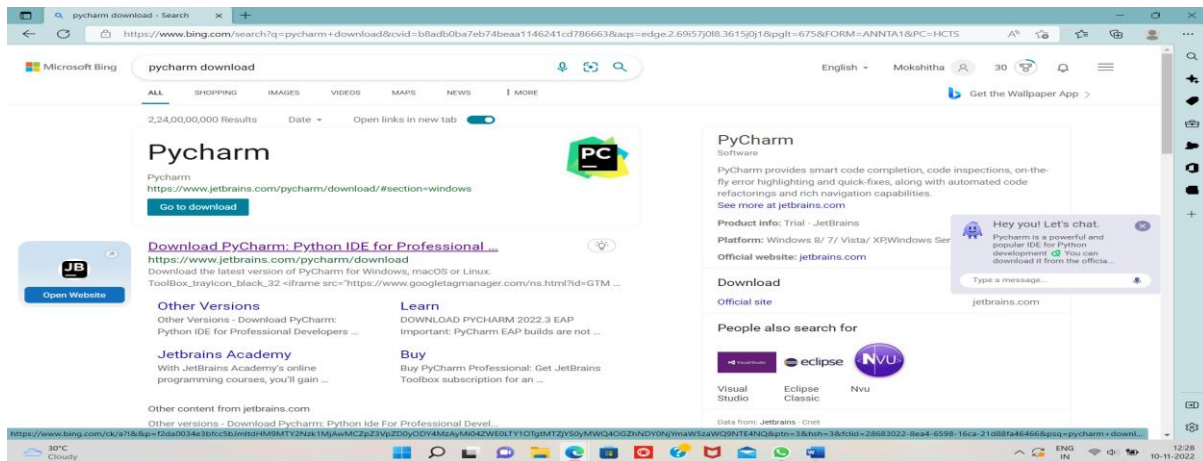 pycharm download - Search
https://www.bing.com/search?q=pycharm+download&cvid=b8adb0ba7eb74beaa1146241cd786663&aqs=edge.2.69i57j0l8.3615j0j1&pglt=675&FORM=ANNTA1&PC=HCTS
Microsoft Bing
pycharm download
English
Mokshitha
30
ALL SHOPPING IMAGES VIDEOS MAPS NEWS MORE
Get the Wallpaper App >
2,24,00,00,000 Results Date Open links in new tab
Pycharm
PC
Pycharm
https://www.jetbrains.com/pycharm/download/#section=windows
Go to download
Download PyCharm: Python IDE for Professional ...
https://www.jetbrains.com/pycharm/download
Download the latest version of PyCharm for Windows, macOS or Linux.
ToolBox_trayIcon_black_32 <iframe src="https://www.googletagmanager.com/ns.html?id=GTM ...
JB
Open Website
Other Versions
Other Versions - Download PyCharm:
Python IDE for Professional Developers ...
Learn
DOWNLOAD PYCHARM 2022.3 EAP
Important: PyCharm EAP builds are not ...
Jetbrains Academy
With JetBrains Academy's online
programming courses, you'll gain ...
Buy
Buy PyCharm Professional: Get JetBrains
Toolbox subscription for an ...
Other content from jetbrains.com
Other versions - Download Pycharm: Python Ide For Professional Devel...
PyCharm
Software
PyCharm provides smart code completion, code inspections, on-the-
fly error highlighting and quick-fixes, along with automated code
refactorings and rich navigation capabilities.
See more at jetbrains.com
Product info: Trial · JetBrains
Platform: Windows 8/ 7/ Vista/ XP,Windows Ser
Official website: jetbrains.com
Hey you! Let's chat.
Pycharm is a powerful and
popular IDE for Python
development You can
download it from the officia...
Type a message...
Download
Official site jetbrains.com
People also search for
Visual Studio
eclipse
NVU
Visual
Studio
Eclipse
Classic
Nvu
Data from: Jetbrains · Cnet
30°C
Cloudy
ENG
IN
12:28
10-11-2022